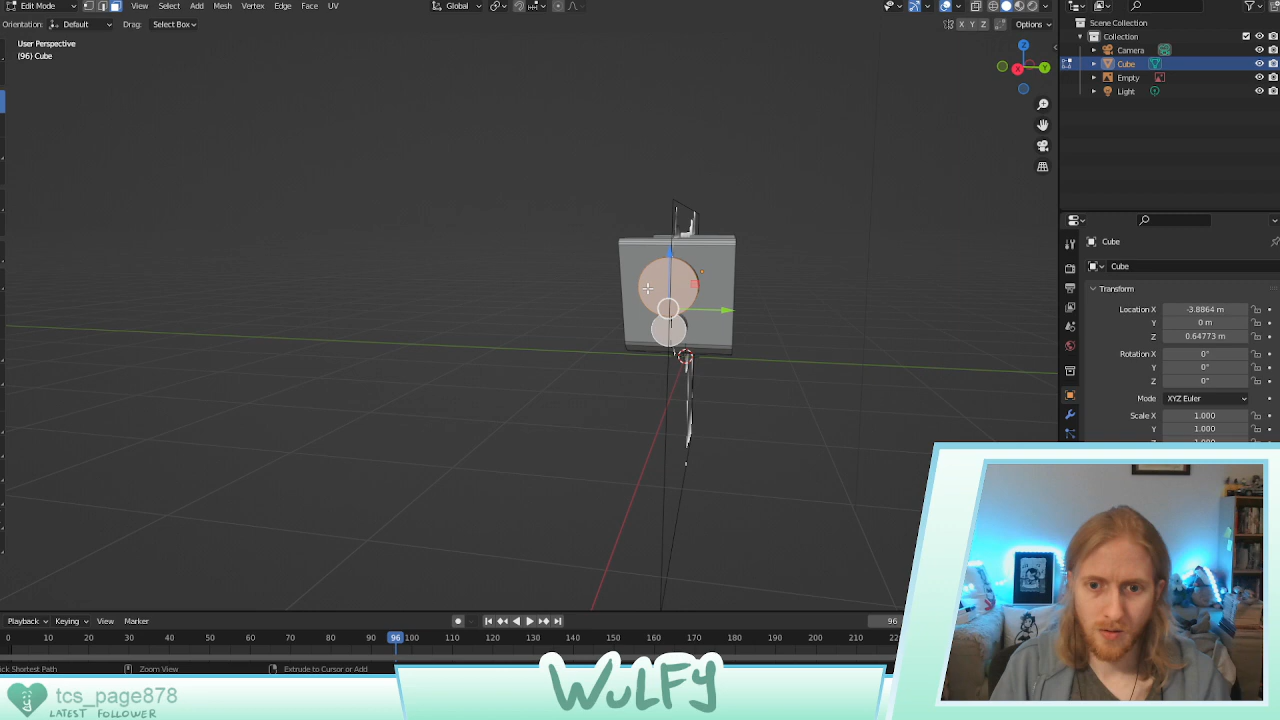 Edit Mode View Select Add Mesh Vertex Edge Face UV Global
Orientation: Default Drag: Select Box X Y Z Options
User Perspective
(96) Cube
Scene Collection
Collection
Camera
Cube
Empty
Light
Cube
Cube
Transform
Location X -3.8864 m
Y 0 m
Z 0.64773 m
Rotation X 0°
Y 0°
Z 0°
Mode XYZ Euler
Scale X 1.000
Y 1.000
Playback Keying View Marker 96
0 10 20 30 40 50 60 70 80 90 96 100 110 120 130 140 150 160 170 180 190 200 210
ck Shortest Path Zoom View Extrude to Cursor or Add
tcs_page878
LATEST FOLLOWER
WULFY